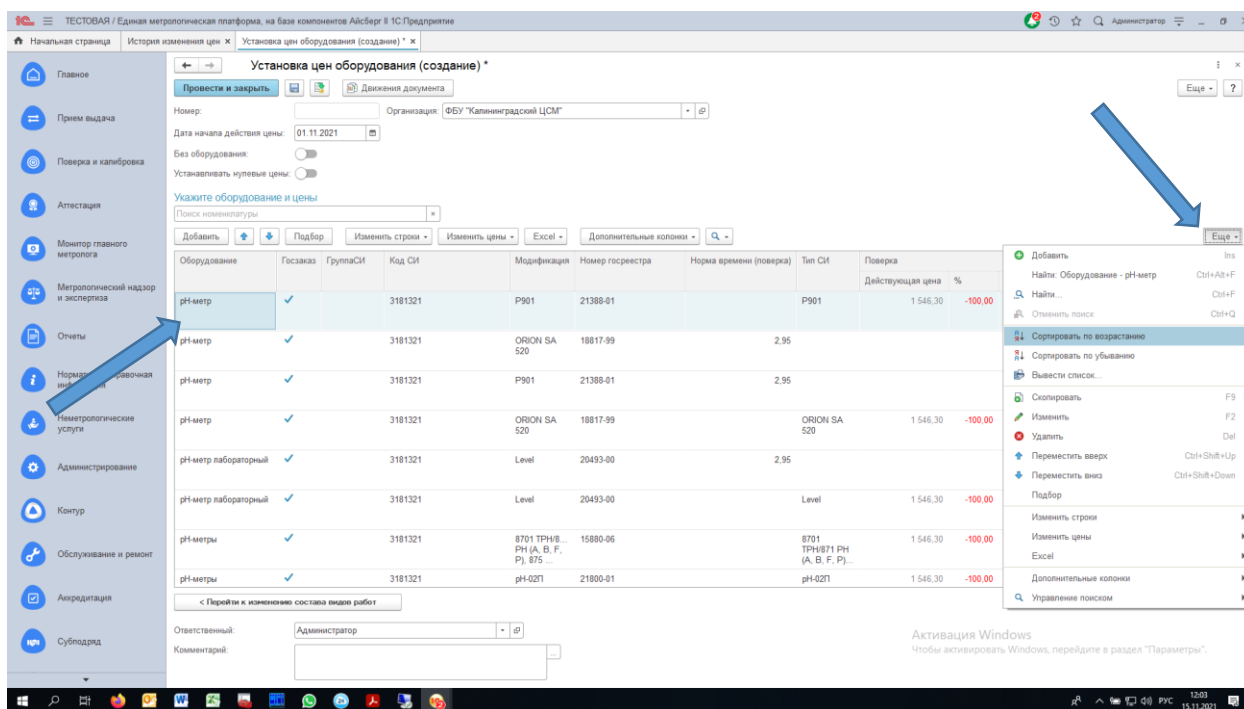 ТЕСТОВАЯ / Единая метрологическая платформа, на базе компонентов Айсберг II 1С:Предприятие
Администратор
Начальная страница История изменения цен × Установка цен оборудования (создание) * ×
Установка цен оборудования (создание) *
Провести и закрыть Движения документа Еще ?
Номер: Организация: ФБУ "Калининградский ЦСМ"
Дата начала действия цены: 01.11.2021
Без оборудования:
Устанавливать нулевые цены:
Укажите оборудование и цены
Поиск номенклатуры ×
Добавить Подбор Изменить строки Изменить цены Excel Дополнительные колонки Еще
Оборудование Госзаказ ГруппаСИ Код СИ Модификация Номер госреестра Норма времени (поверка) Тип СИ Поверка
Действующая цена %
pH-метр 3181321 P901 21388-01 P901 1 546,30 -100,00
pH-метр 3181321 ORION SA 18817-99 2,95
520
pH-метр 3181321 P901 21388-01 2,95
pH-метр 3181321 ORION SA 18817-99 ORION SA 1 546,30 -100,00
520 520
pH-метр лабораторный 3181321 Level 20493-00 2,95
pH-метр лабораторный 3181321 Level 20493-00 Level 1 546,30 -100,00
pH-метры 3181321 8701 TPH/8... 15880-06 8701 1 546,30 -100,00
PH (A, B, F, TPH/871 PH
P), 875 ... (A, B, F, P)...
pH-метры 3181321 pH-02П 21800-01 pH-02П 1 546,30 -100,00
< Перейти к изменению состава видов работ
Ответственный: Администратор
Комментарий: ...
Главное
Прием выдача
Поверка и калибровка
Аттестация
Монитор главного
метролога
Метрологический надзор
и экспертиза
Отчеты
Неметрологические
услуги
Администрирование
Контур
Обслуживание и ремонт
Аккредитация
Субподряд
Добавить Ins
Найти: Оборудование - pH-метр Ctrl+Alt+F
Найти... Ctrl+F
Отменить поиск Ctrl+Q
Сортировать по возрастанию
Сортировать по убыванию
Вывести список...
Скопировать F9
Изменить F2
Удалить Del
Переместить вверх Ctrl+Shift+Up
Переместить вниз Ctrl+Shift+Down
Подбор
Изменить строки
Изменить цены
Excel
Дополнительные колонки
Управление поиском
Активация Windows
Чтобы активировать Windows, перейдите в раздел "Параметры".
РУС 12:03
15.11.2021